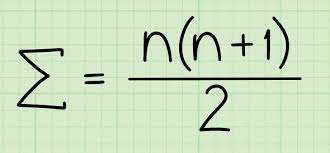 ∑ = n(n+1)/2